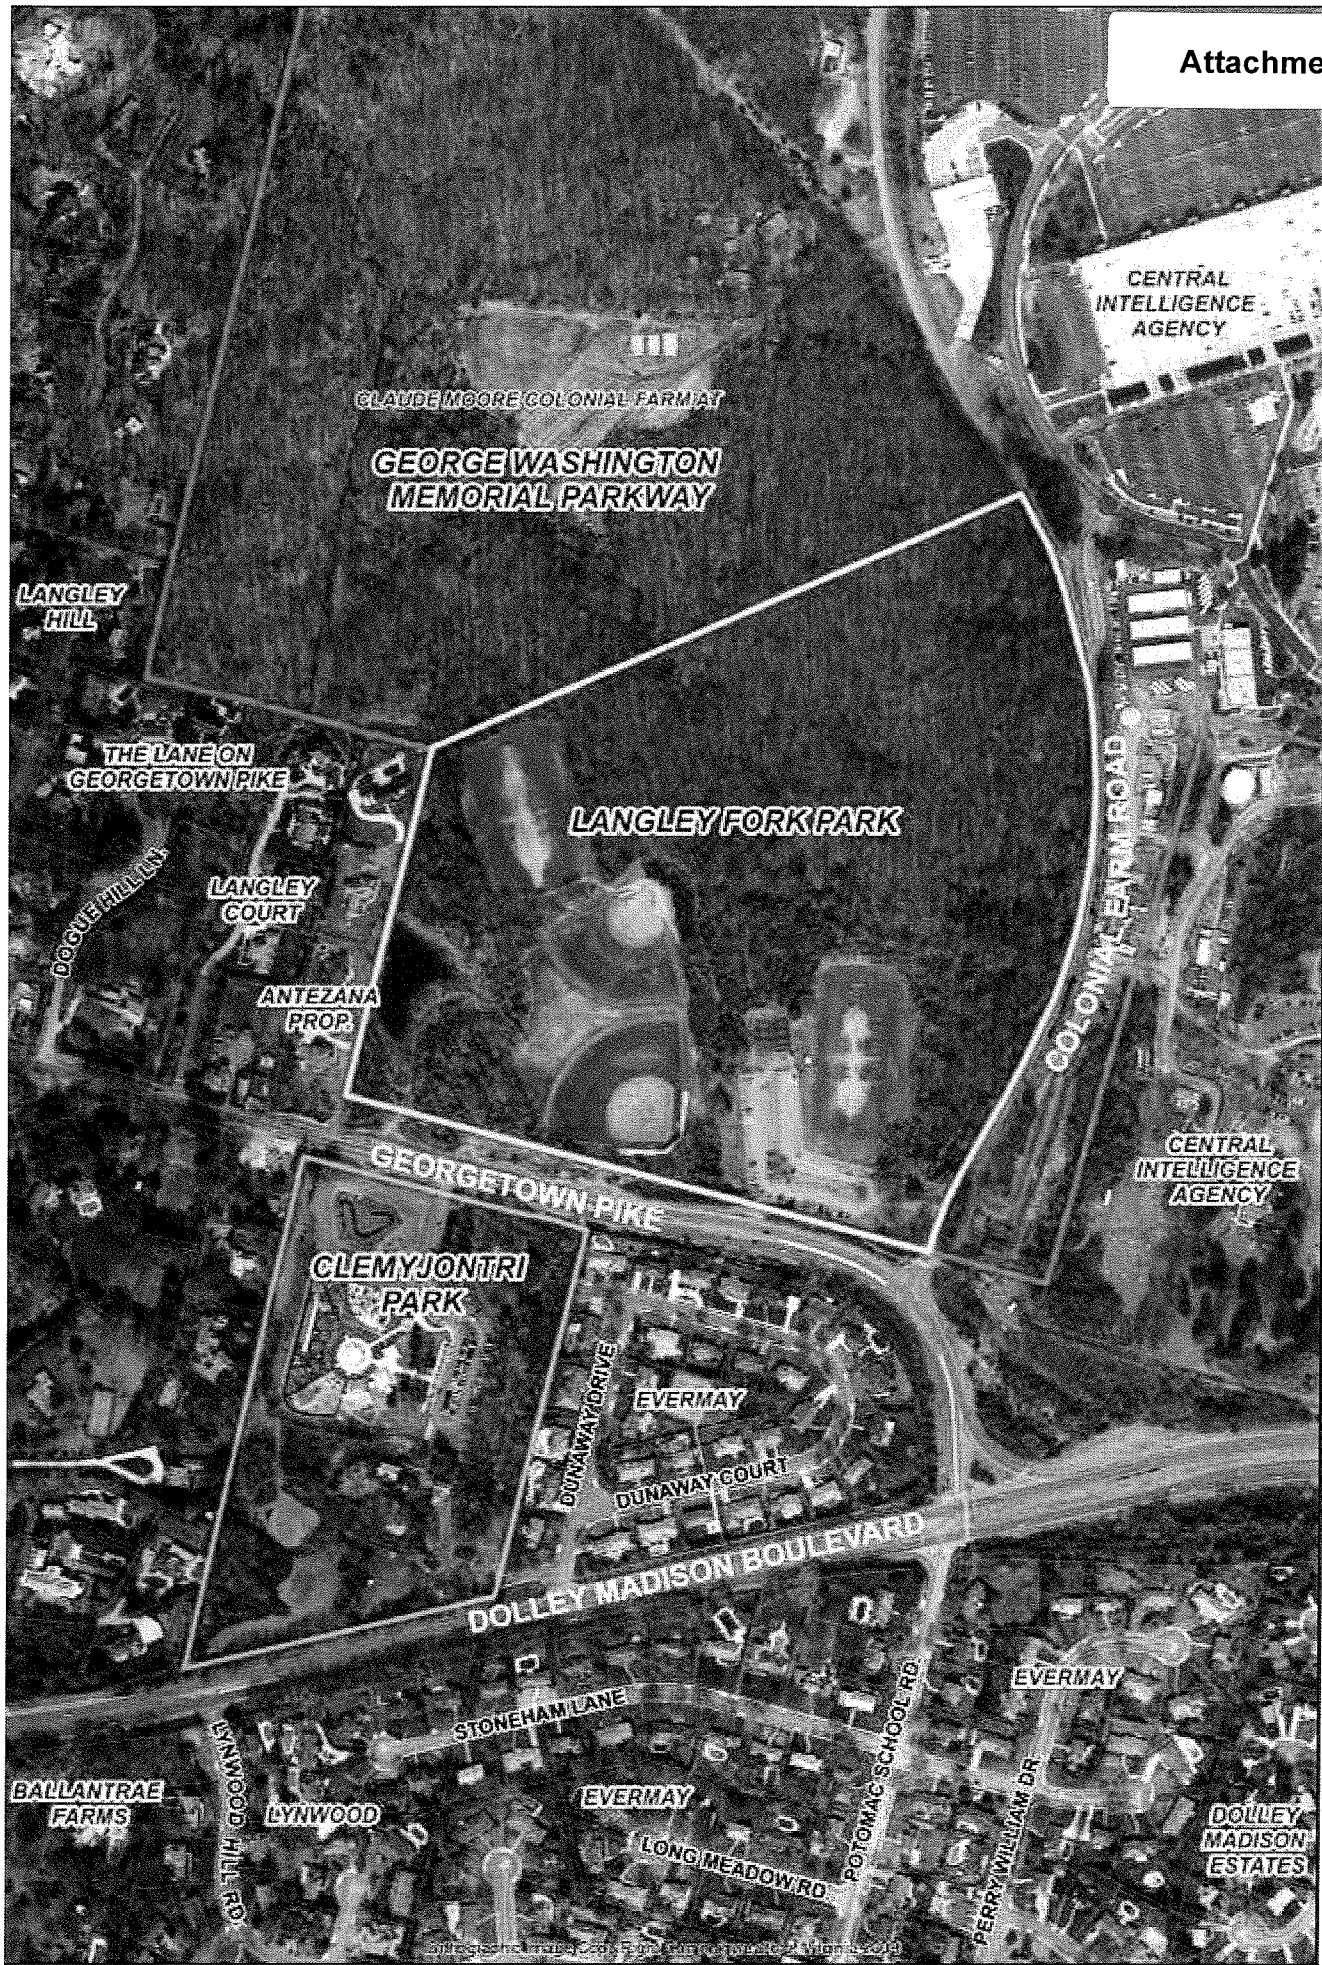 Attachme
CENTRAL
INTELLIGENCE
AGENCY
CLAUDE MOORE COLONIAL FARM AT
GEORGE WASHINGTON
MEMORIAL PARKWAY
LANGLEY
HILL
THE LANE ON
GEORGETOWN PIKE
LANGLEY FORK PARK
COLONIAL FARM ROAD
DOGUE HILL LN.
LANGLEY
COURT
ANTEZANA
PROP.
CENTRAL
INTELLIGENCE
AGENCY
GEORGETOWN PIKE
CLEMYJONTRI
PARK
DUNAWAY DRIVE
EVERMAY
DUNAWAY COURT
DOLLEY MADISON BOULEVARD
EVERMAY
STONEHAM LANE
POTOMAC SCHOOL RD.
LYNWOOD HILL RD.
BALLANTRAE
FARMS
LYNWOOD
EVERMAY
LONG MEADOW RD.
PERRY WILLIAM DR
DOLLEY
MADISON
ESTATES